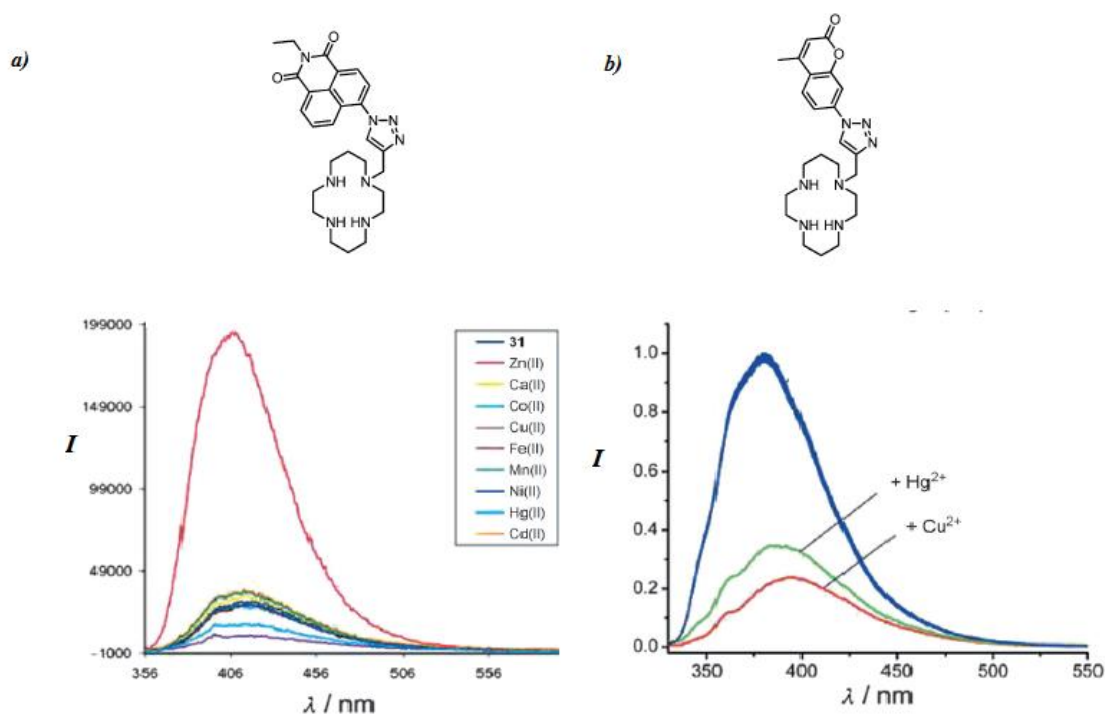 a)
b)
O
N
O
N
N
N
NH
N
NH
HN
O
O
N
N
N
NH
N
NH
HN
I
199000
149000
99000
49000
-1000
356
406
456
506
556
λ / nm
31
Zn(II)
Ca(II)
Co(II)
Cu(II)
Fe(II)
Mn(II)
Ni(II)
Hg(II)
Cd(II)
I
1.0
0.8
0.6
0.4
0.2
0.0
350
400
450
500
550
λ / nm
+ Hg²⁺
+ Cu²⁺